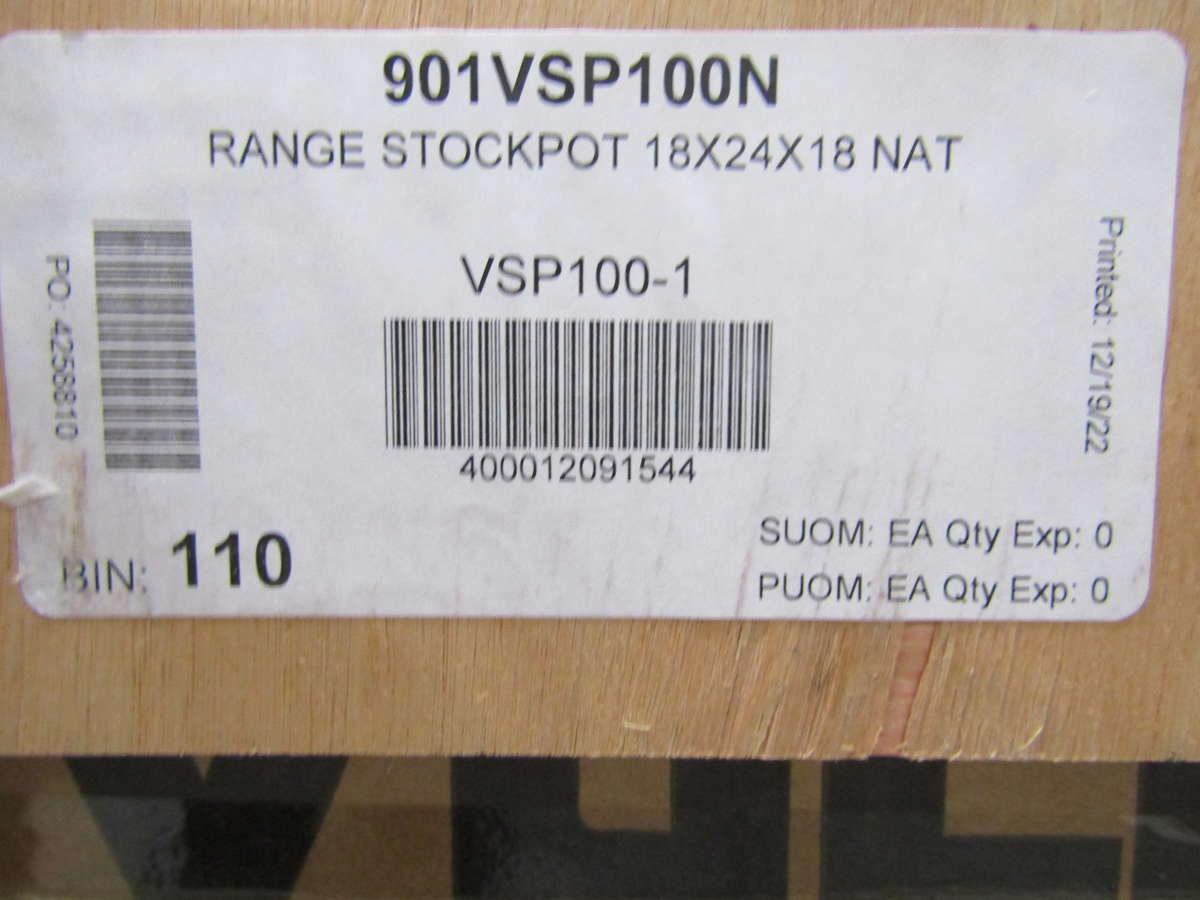 901VSP100N
RANGE STOCKPOT 18X24X18 NAT
VSP100-1
400012091544
PO: 4258810
Printed: 12/19/22
BIN: 110
SUOM: EA Qty Exp: 0
PUOM: EA Qty Exp: 0